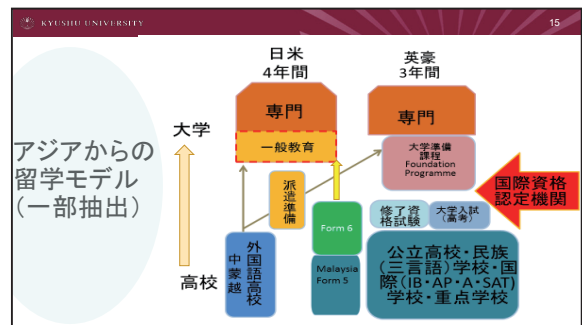 KYUSHU UNIVERSITY
15
日米
4年間
英豪
3年間
専門
専門
大学
一般教育
大学準備
課程
Foundation
Programme
アジアからの
留学モデル
(一部抽出)
国際資格
認定機関
派遣準備
Form 6
修了資
格試験
大学入試
(高考)
外国語高校
中蒙越
Malaysia
Form 5
公立高校・民族
(三言語)学校・国
際(IB・AP・A・SAT)
学校・重点学校
高校